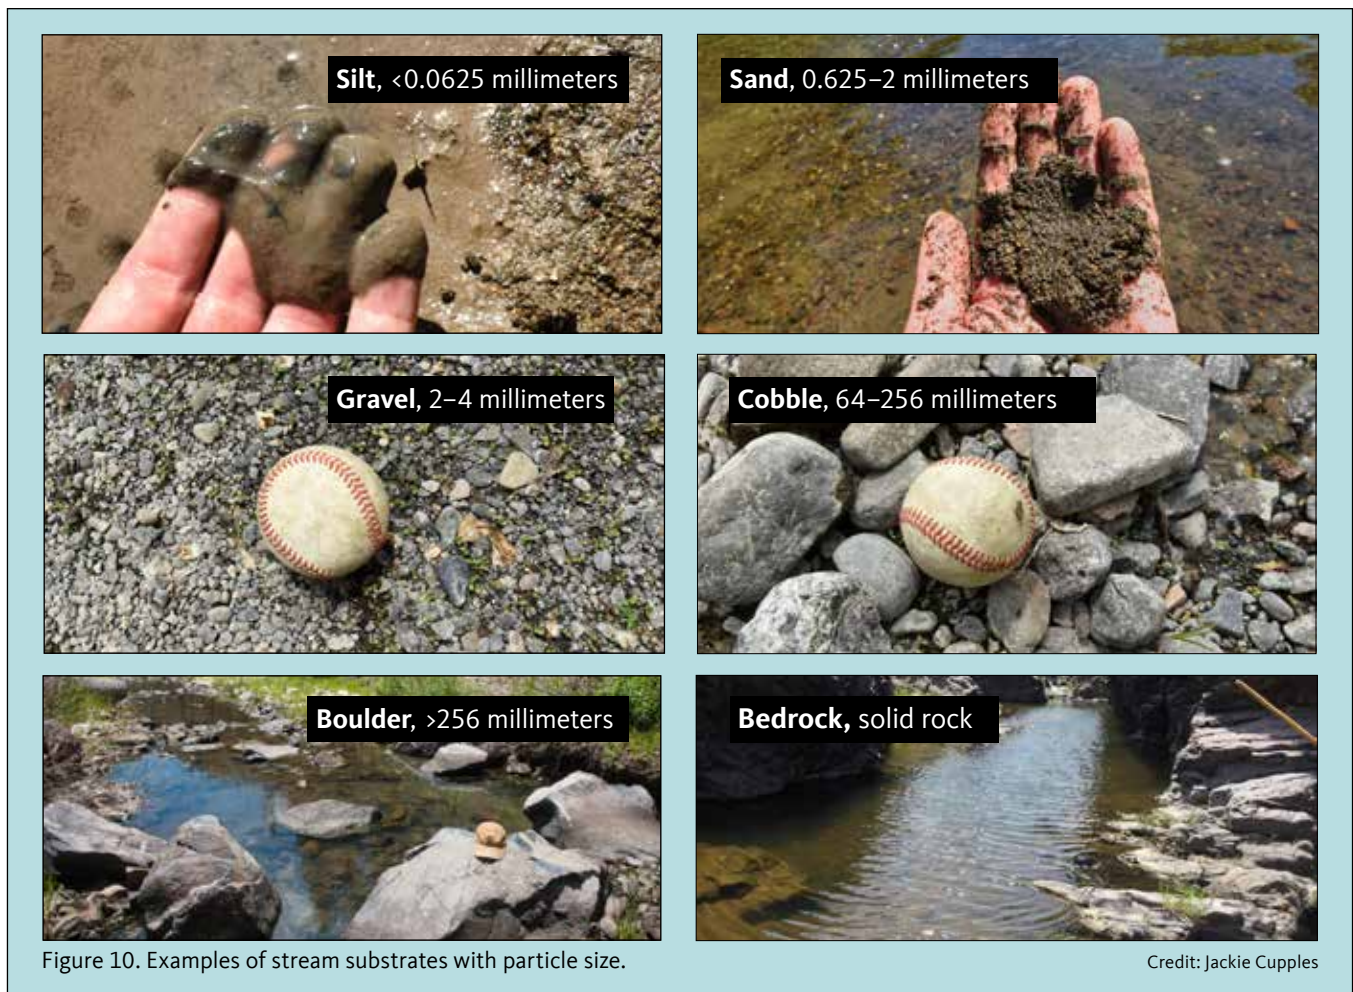 Silt, <0.0625 millimeters
Sand, 0.625–2 millimeters
Gravel, 2–4 millimeters
Cobble, 64–256 millimeters
Boulder, >256 millimeters
Bedrock, solid rock
Figure 10. Examples of stream substrates with particle size.
Credit: Jackie Cupples